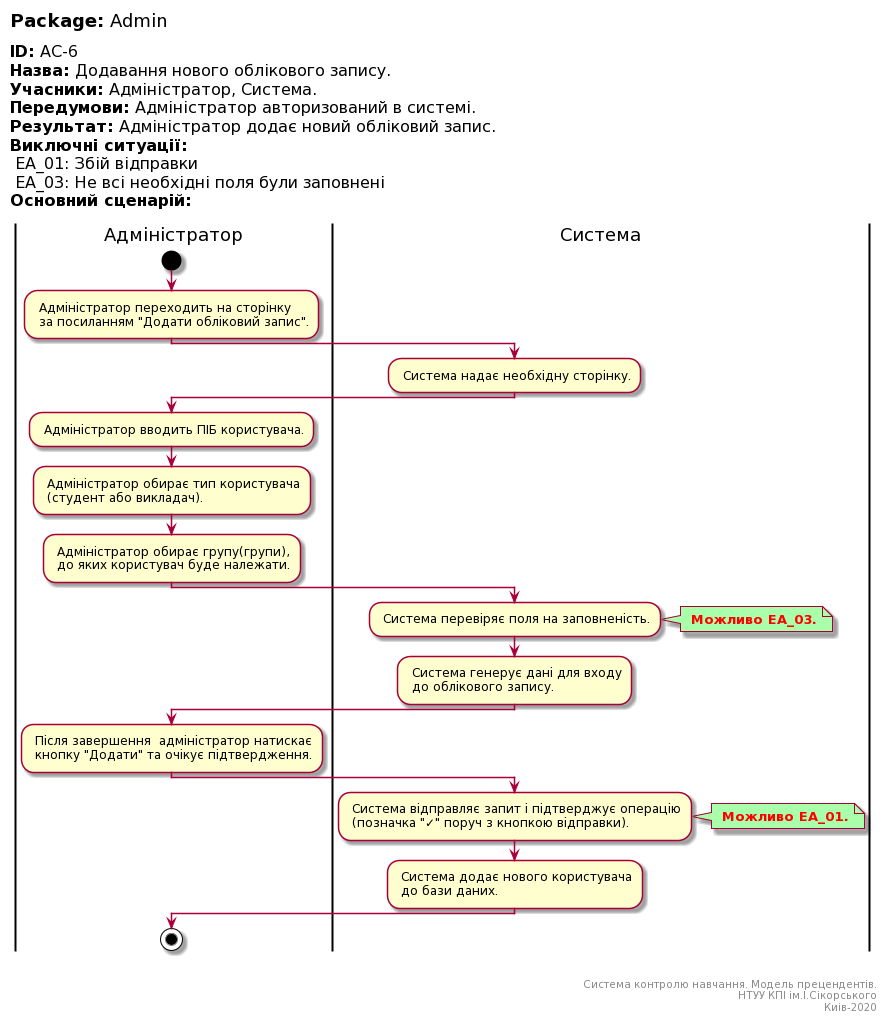 Package: Admin
ID: AC-6
Назва: Додавання нового облікового запису.
Учасники: Адміністратор, Система.
Передумови: Адміністратор авторизований в системі.
Результат: Адміністратор додає новий обліковий запис.
Виключні ситуації:
EA_01: Збій відправки
EA_03: Не всі необхідні поля були заповнені
Основний сценарій:
Адміністратор
Система
Адміністратор переходить на сторінку
за посиланням "Додати обліковий запис".
Система надає необхідну сторінку.
Адміністратор вводить ПІБ користувача.
Адміністратор обирає тип користувача
(студент або викладач).
Адміністратор обирає групу(групи),
до яких користувач буде належати.
Система перевіряє поля на заповненість.
Можливо EA_03.
Система генерує дані для входу
до облікового запису.
Після завершення  адміністратор натискає
кнопку "Додати" та очікує підтвердження.
Система відправляє запит і підтверджує операцію
(позначка "✓" поруч з кнопкою відправки).
Можливо EA_01.
Система додає нового користувача
до бази даних.
Система контролю навчання. Модель прецендентів.
НТУУ КПІ ім.І.Сікорського
Киів-2020